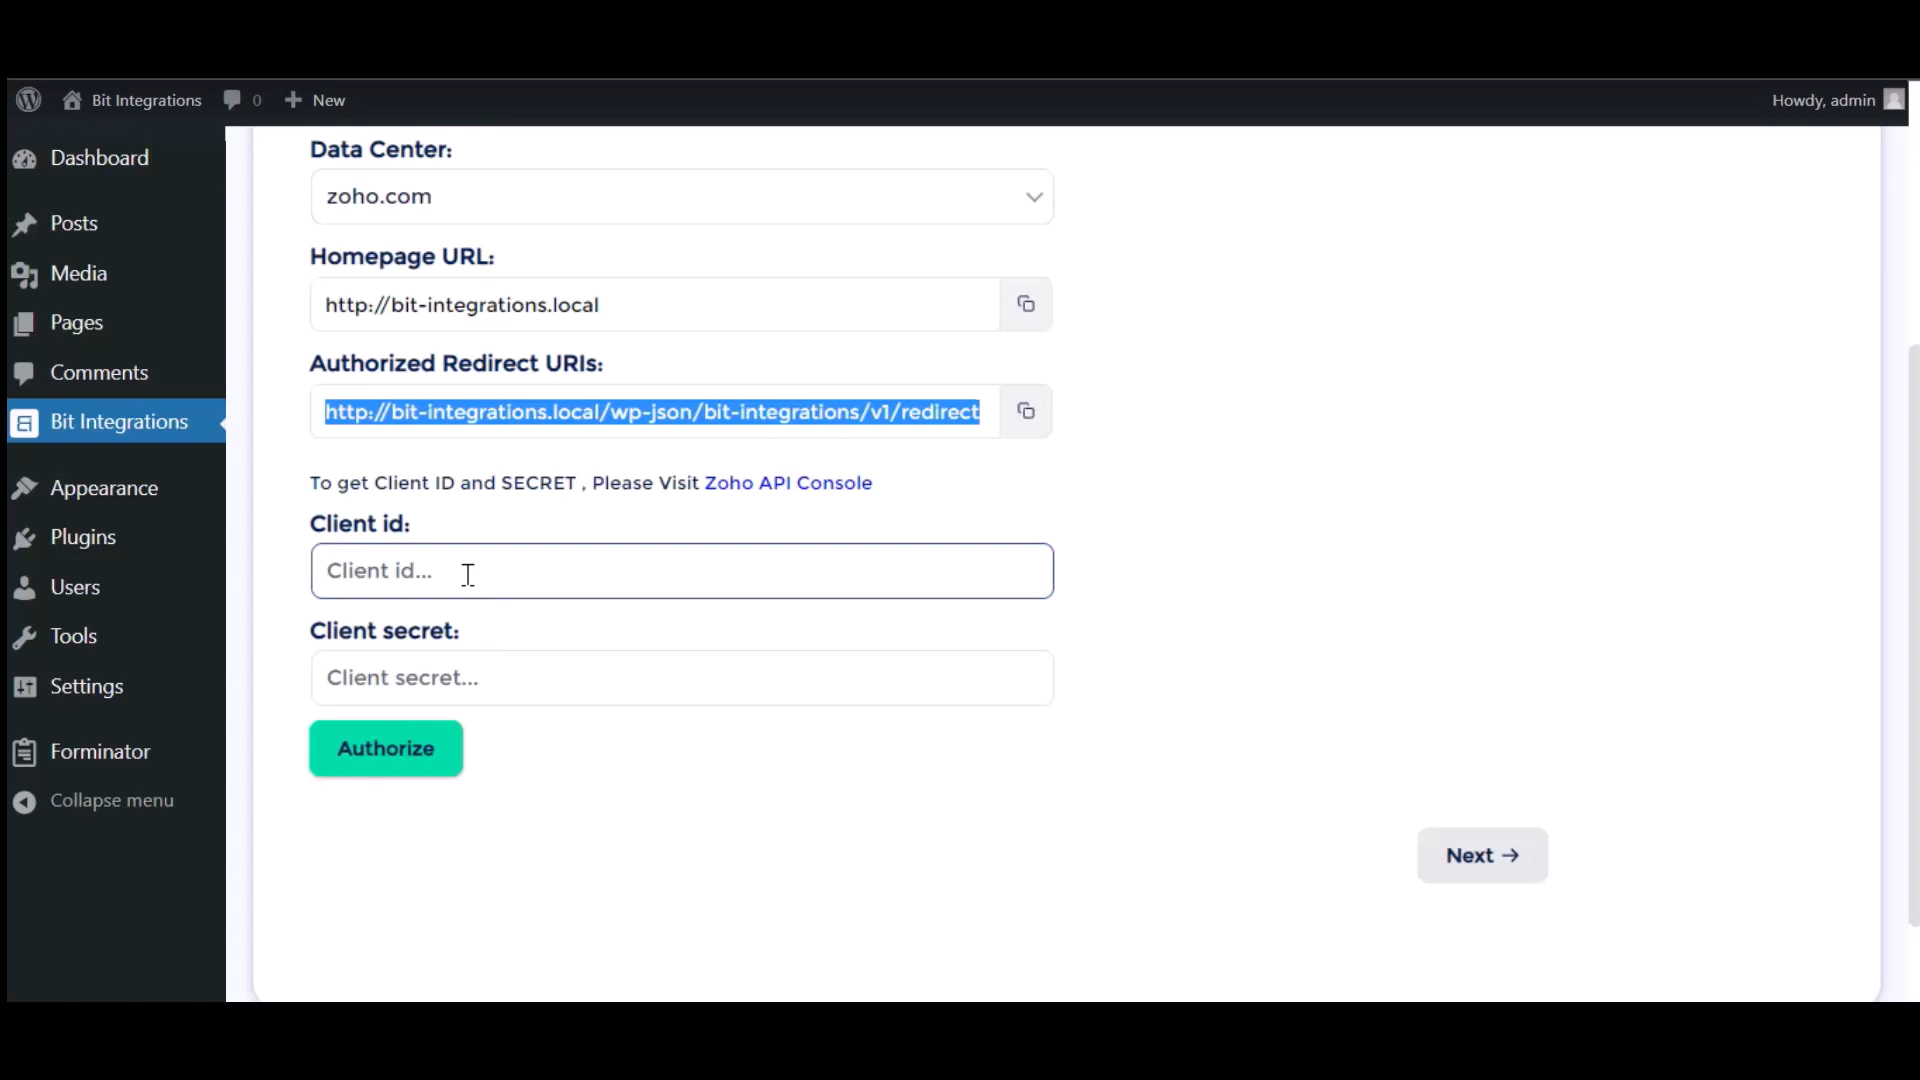 Bit Integrations 0 New Howdy, admin
Dashboard
Posts
Media
Pages
Comments
Bit Integrations
Appearance
Plugins
Users
Tools
Settings
Forminator
Collapse menu
Data Center:
zoho.com
Homepage URL:
http://bit-integrations.local
Authorized Redirect URIs:
http://bit-integrations.local/wp-json/bit-integrations/v1/redirect
To get Client ID and SECRET , Please Visit Zoho API Console
Client id:
Client id...
Client secret:
Client secret...
Authorize
Next →